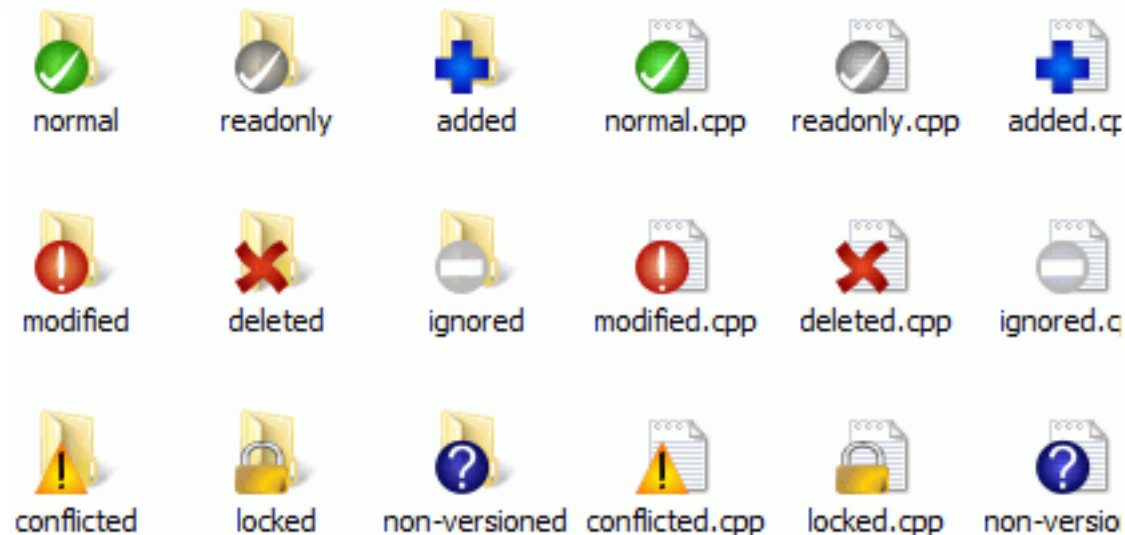 normal readonly added normal.cpp readonly.cpp added.cp
modified deleted ignored modified.cpp deleted.cpp ignored.c
conflicted locked non-versioned conflicted.cpp locked.cpp non-versio